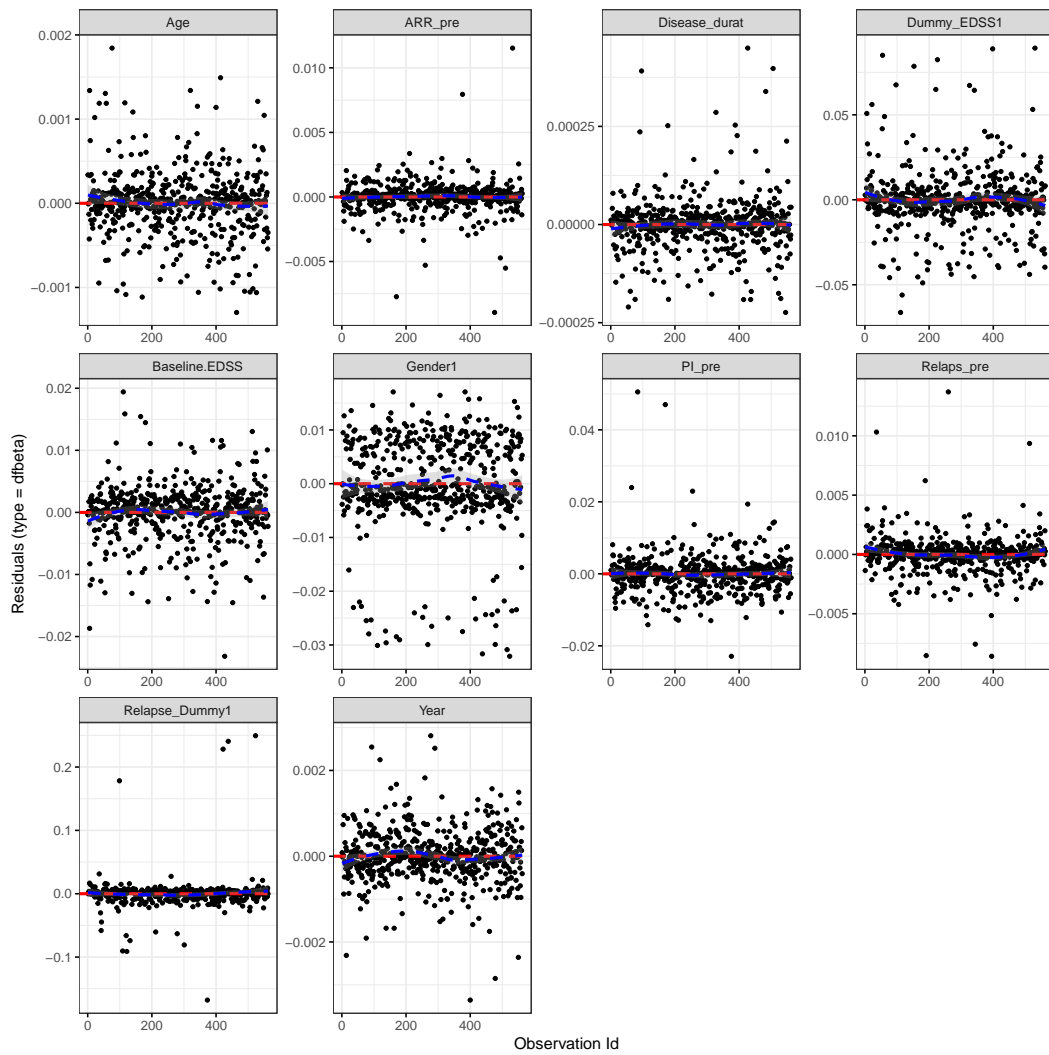 Age ARR_pre Disease_durat Dummy_EDSS1
0.002 0.001 0.000 −0.001
0.010 0.005 0.000 −0.005
0.00025 0.00000 −0.00025
0.05 0.00 −0.05
0 200 400 0 200 400 0 200 400 0 200 400
Baseline.EDSS Gender1 PI_pre Relaps_pre
0.02 0.01 0.00 −0.01 −0.02
0.01 0.00 −0.01 −0.02 −0.03
0.04 0.02 0.00 −0.02
0.010 0.005 0.000 −0.005
0 200 400 0 200 400 0 200 400 0 200 400
Relapse_Dummy1 Year
0.2 0.1 0.0 −0.1
0.002 0.000 −0.002
0 200 400 0 200 400
Residuals (type = dfbeta)
Observation Id